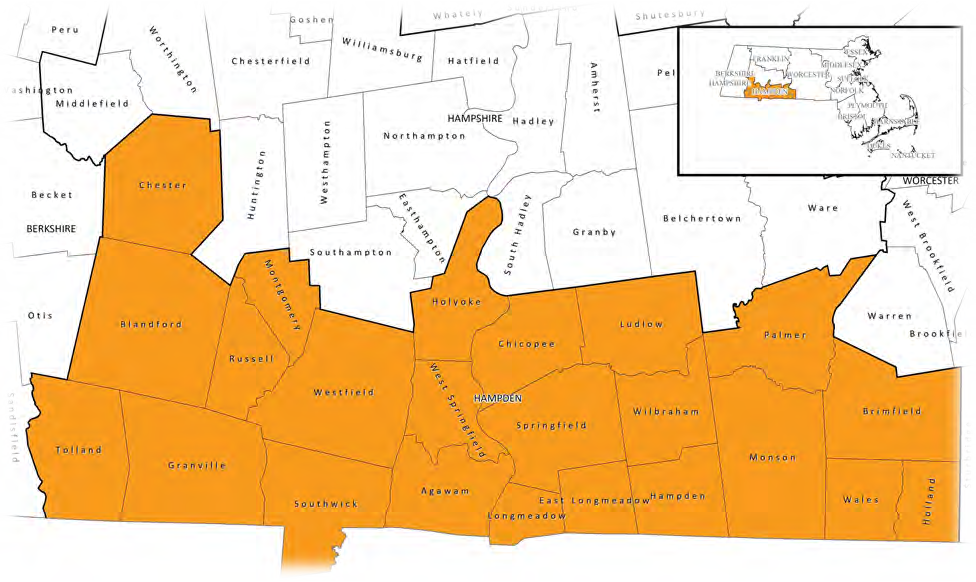 Goshen
Whately
Shutesbury
Peru
Worthington
Chesterfield
Williamsburg
Hatfield
Amherst
Pel
ashington
Middlefield
HAMPSHIRE
Hadley
Northampton
ESSEX
FRANKLIN
MIDDLESEX
BERKSHIRE
WORCESTER
HAMPSHIRE
NORFOLK
HAMPDEN
PLYMOUTH
BRISTOL
DUKES
NANTUCKET
WORCESTER
Becket
Chester
Huntington
Westhampton
Easthampton
South Hadley
Belchertown
Ware
West Brookfield
BERKSHIRE
Southampton
Granby
Otis
Blandford
Montgomery
Holyoke
Ludlow
Palmer
Warren
Brookfie
Russell
Chicopee
Westfield
West Springfield
HAMPDEN
Springfield
Wilbraham
Brimfield
Sandisfield
Tolland
Granville
Monson
Southwick
Agawam
East Longmeadow
Hampden
Wales
Holland
Longmeadow